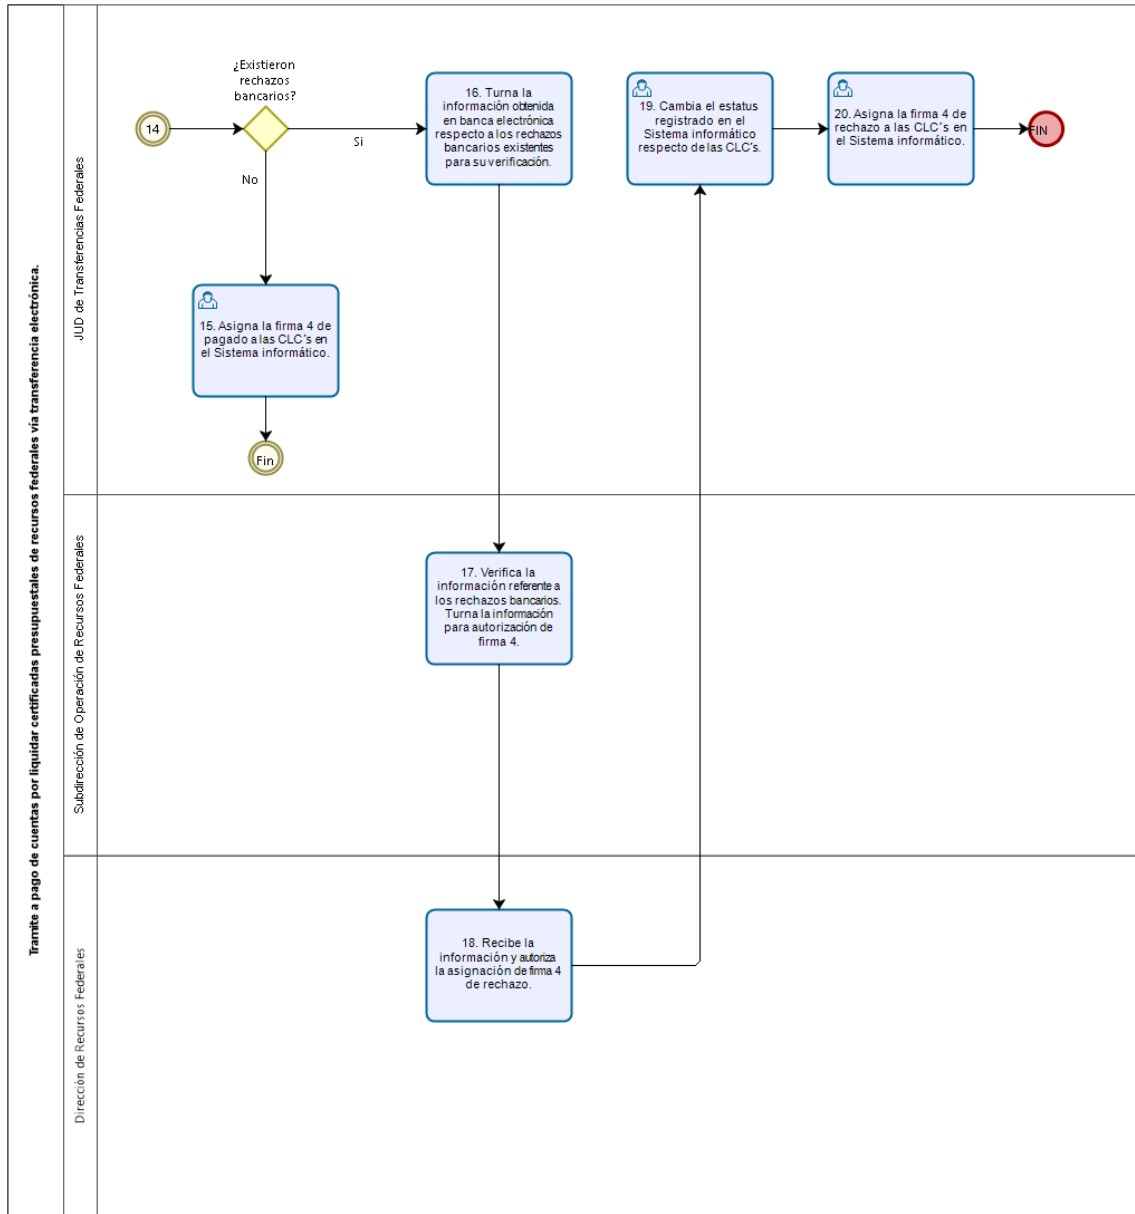 Tramite a pago de cuentas por liquidar certificadas presupuestales de recursos federales vía transferencia electrónica.
JUD de Transferencias Federales
14
¿Existieron
rechazos
bancarios?
Si
No
15. Asigna la firma 4 de
pagado a las CLC´s en
el Sistema informático.
Fin
16. Turna la
información obtenida
en banca electrónica
respecto a los rechazos
bancarios existentes
para su verificación.
19. Cambia el estatus
registrado en el
Sistema informático
respecto de las CLC's.
20. Asigna la firma 4 de
rechazo a las CLC´s en
el Sistema informático.
FIN
Subdirección de Operación de Recursos Federales
17. Verifica la
información referente a
los rechazos bancarios.
Turna la información
para autorización de
firma 4.
Dirección de Recursos Federales
18. Recibe la
información y autoriza
la asignación de firma 4
de rechazo.